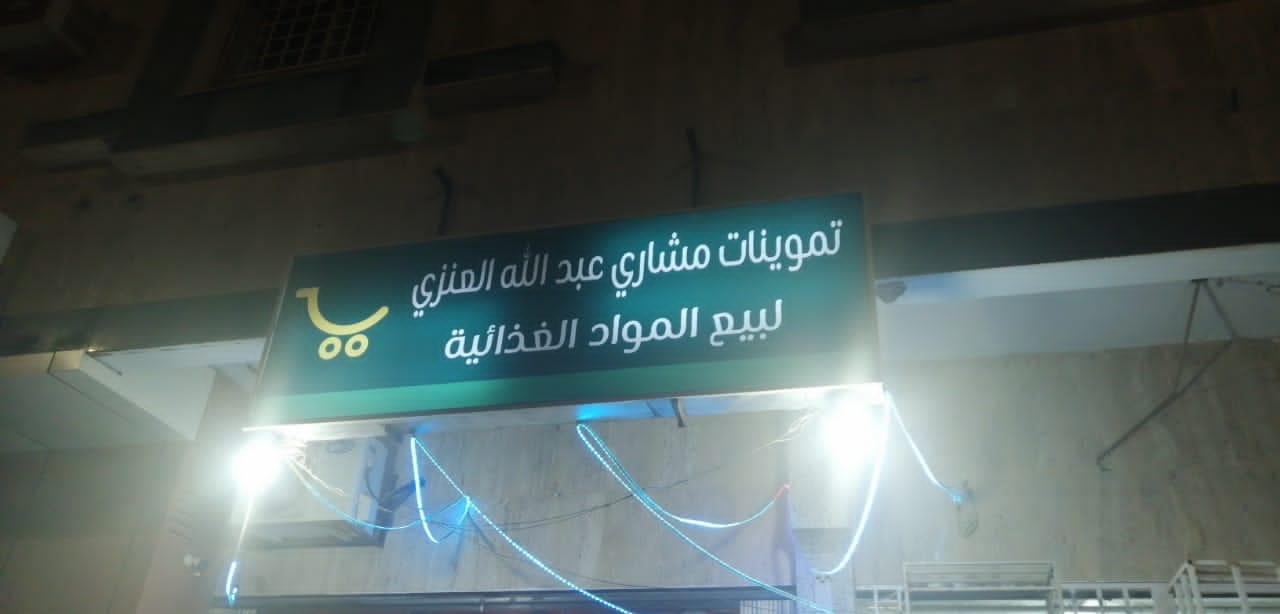 تموينات مشاري عبد الله العنزي
لبيع المواد الغذائية